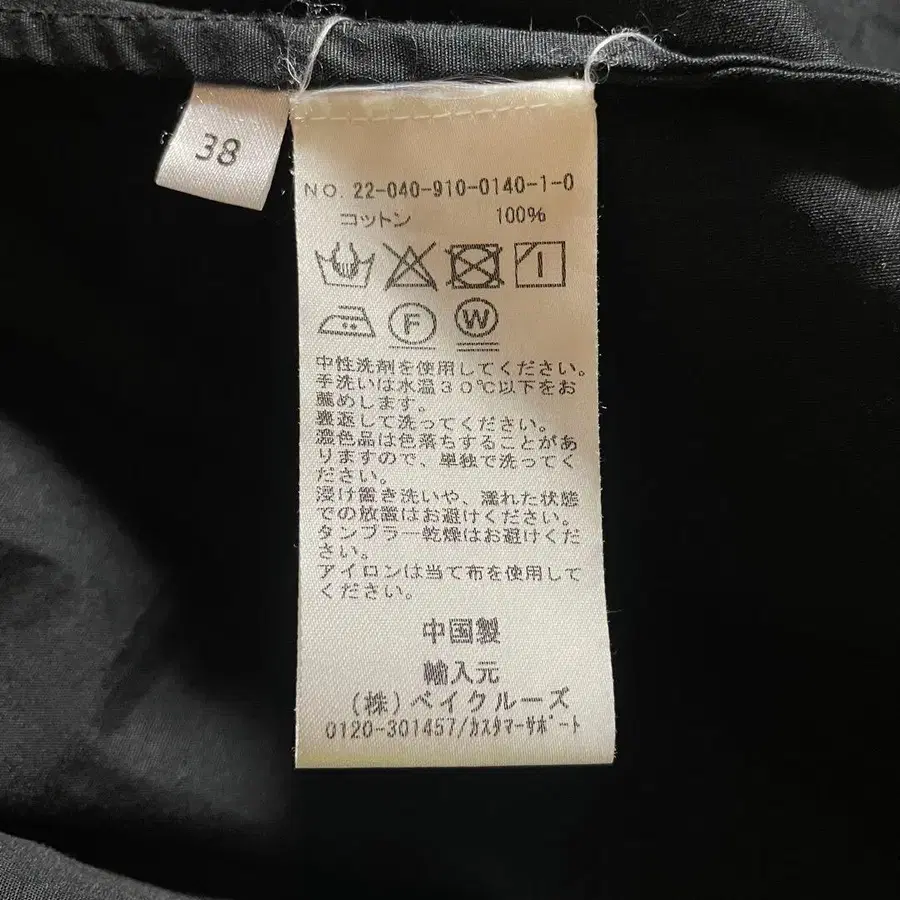 38
NO. 22-040-910-0140-1-0
コットン 100%
F W
中性洗剤を使用してください。
手洗いは水温30℃以下をお
薦めします。
裏返して洗ってください。
濃色品は色落ちすることがあ
りますので、単独で洗ってく
ださい。
浸け置き洗いや、濡れた状態
での放置はお避けください。
タンブラー乾燥はお避けくだ
さい。
アイロンは当て布を使用して
ください。
中国製
輸入元
(株)ベイクルーズ
0120-301457/カスタマーサポート